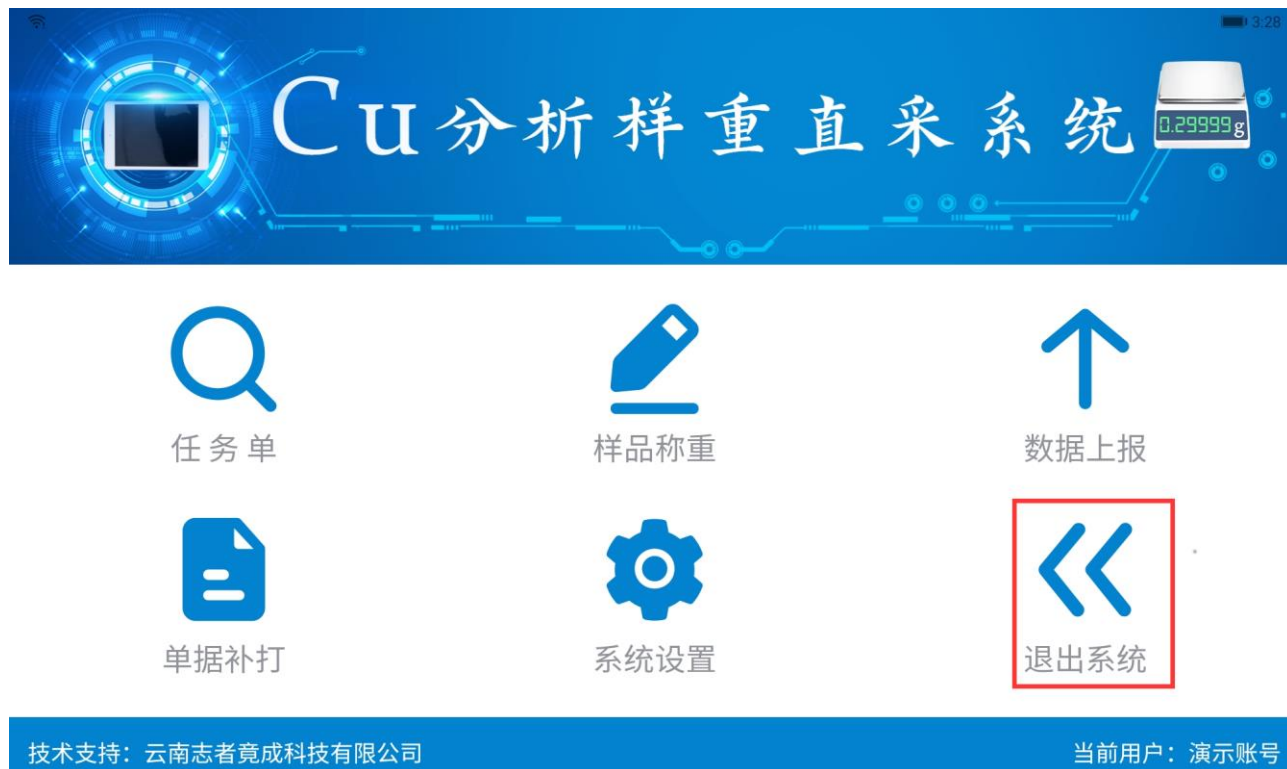 3:28
Cu分析样重直采系统
0.29999g
任务单
样品称重
数据上报
单据补打
系统设置
退出系统
技术支持：云南志者竟成科技有限公司
当前用户：演示账号